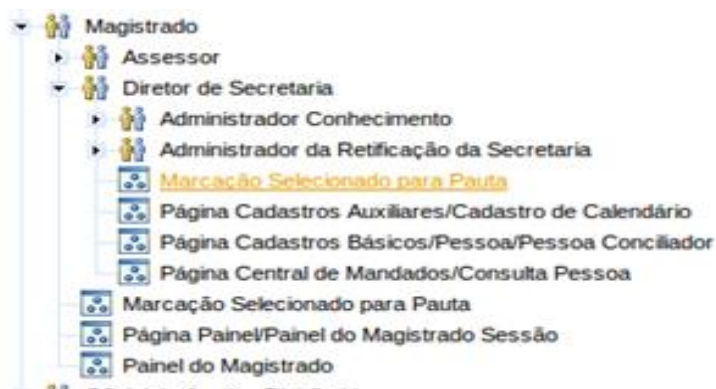 Magistrado
Assessor
Diretor de Secretaria
Administrador Conhecimento
Administrador da Retificação da Secretaria
Marcação Selecionado para Pauta
Página Cadastros Auxiliares/Cadastro de Calendário
Página Cadastros Básicos/Pessoa/Pessoa Conciliador
Página Central de Mandados/Consulta Pessoa
Marcação Selecionado para Pauta
Página Painel/Painel do Magistrado Sessão
Painel do Magistrado